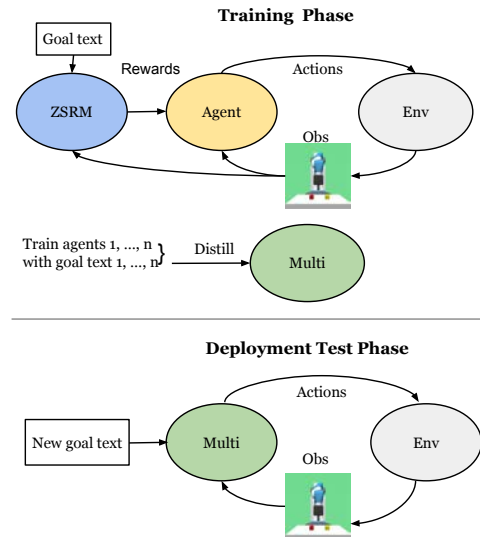 Training Phase
Goal text
Rewards
Actions
ZSRM
Agent
Env
Obs
Train agents 1, ..., n
with goal text 1, ..., n
}
Distill
Multi
Deployment Test Phase
Actions
New goal text
Multi
Env
Obs